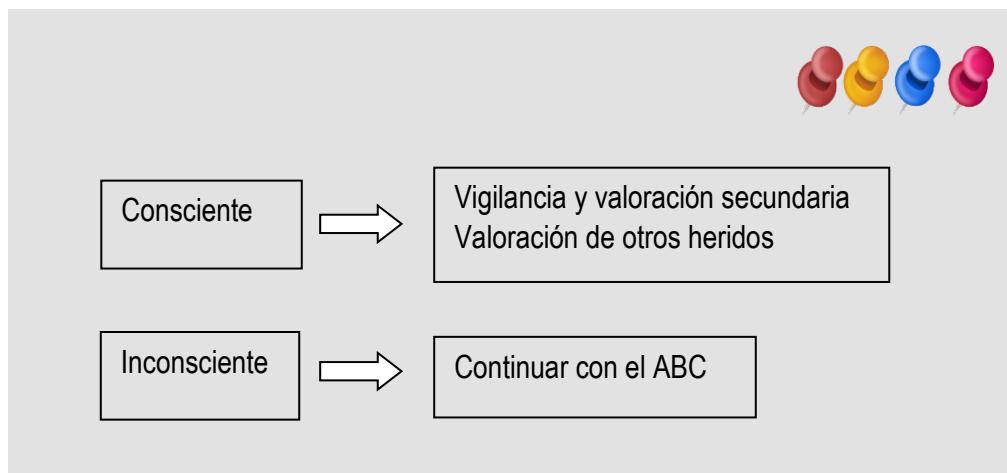 Consciente
Vigilancia y valoración secundaria
Valoración de otros heridos
Inconsciente
Continuar con el ABC